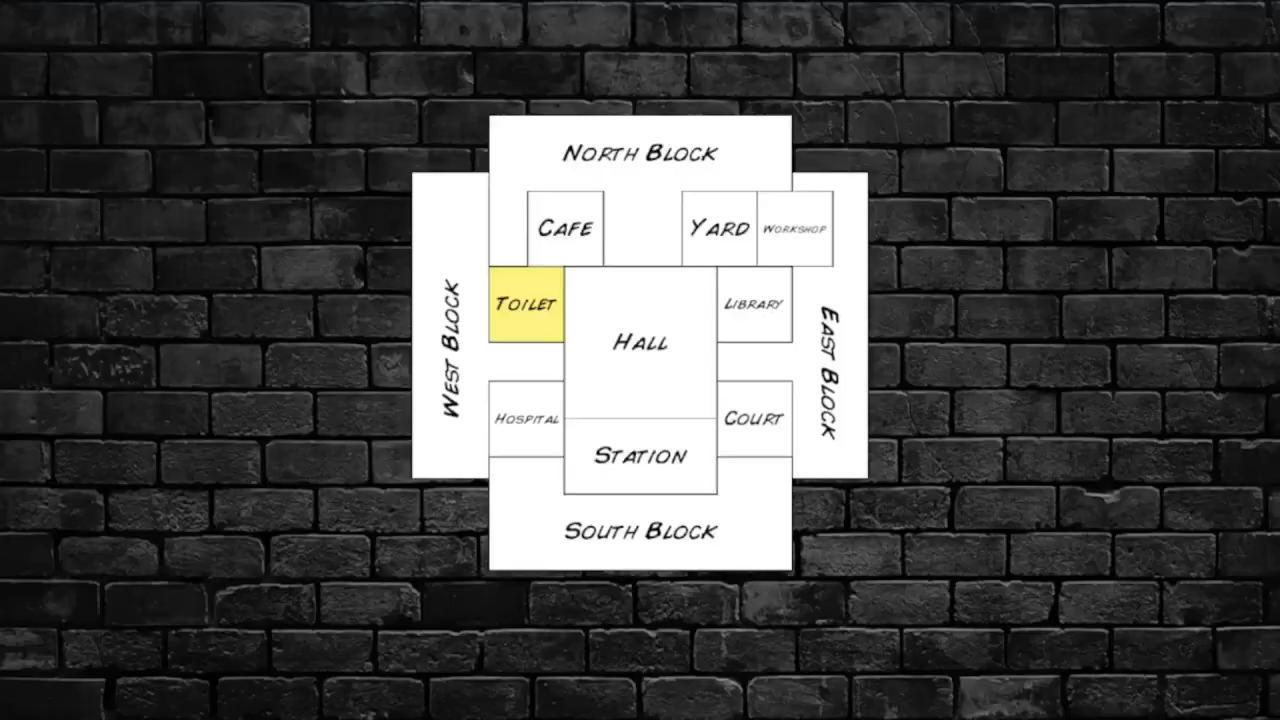 NORTH BLOCK
CAFE
YARD
WORKSHOP
TOILET
LIBRARY
HALL
WEST BLOCK
EAST BLOCK
HOSPITAL
COURT
STATION
SOUTH BLOCK